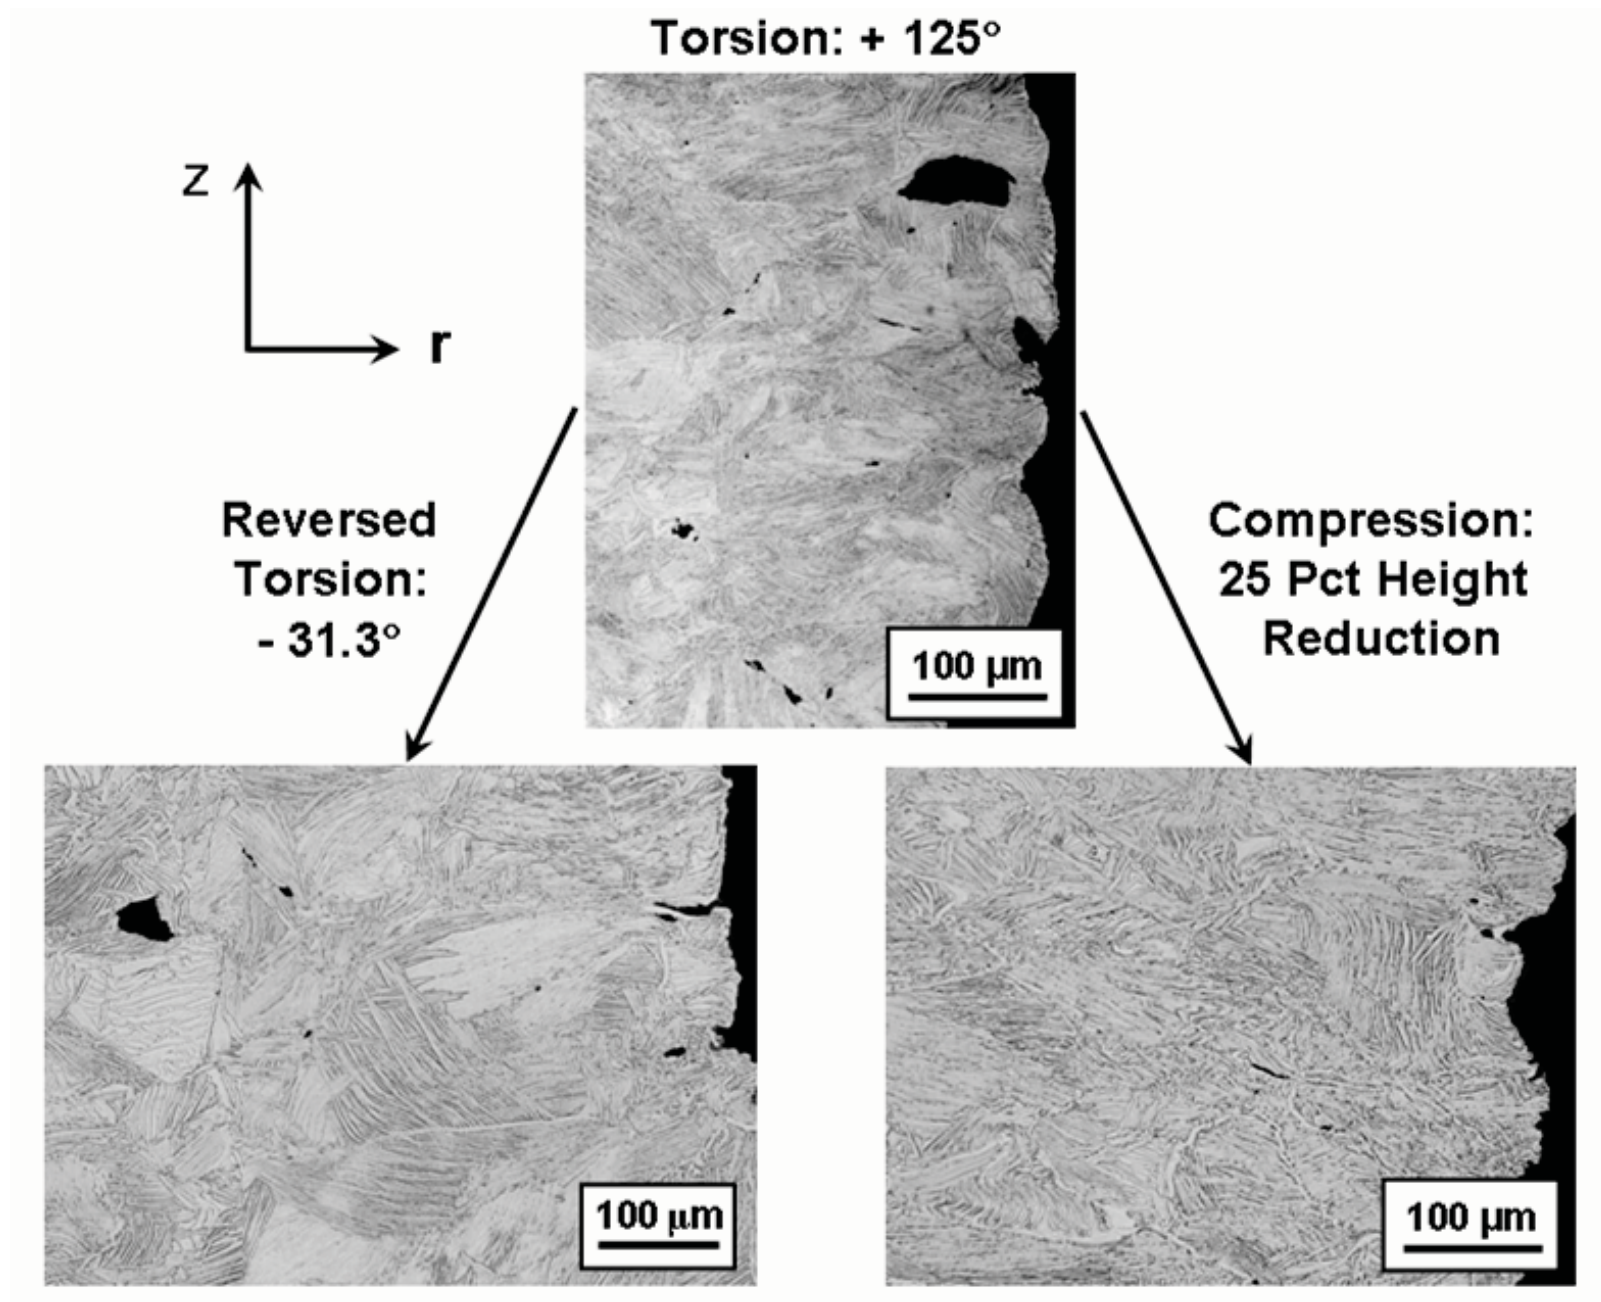 Torsion: + 125°
z
r
Reversed
Torsion:
- 31.3°
Compression:
25 Pct Height
Reduction
100 µm
100 µm
100 µm